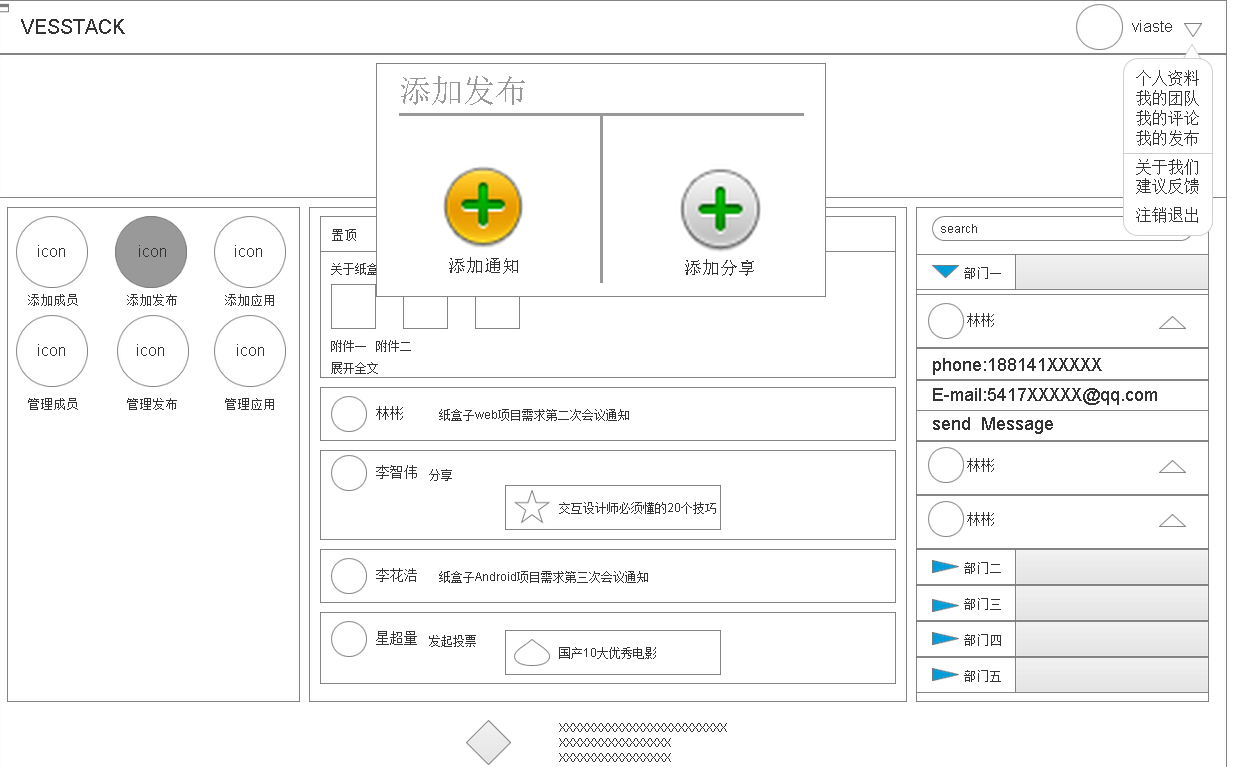 VESSTACK
viaste
个人资料
我的团队
我的评论
我的发布
关于我们
建议反馈
注销退出
添加发布
添加通知
添加分享
icon
icon
icon
添加成员
添加发布
添加应用
icon
icon
icon
管理成员
管理发布
管理应用
置顶
关于纸盒
附件一 附件二
展开全文
林彬 纸盒子web项目需求第二次会议通知
李智伟 分享
交互设计师必须懂的20个技巧
李花浩 纸盒子Android项目需求第三次会议通知
星超量 发起投票
国产10大优秀电影
search
部门一
林彬
phone:188141XXXXX
E-mail:5417XXXXX@qq.com
send Message
林彬
林彬
部门二
部门三
部门四
部门五
XXXXXXXXXXXXXXXXXXXXX
XXXXXXXXXXXXXX
XXXXXXXXXXXXXX